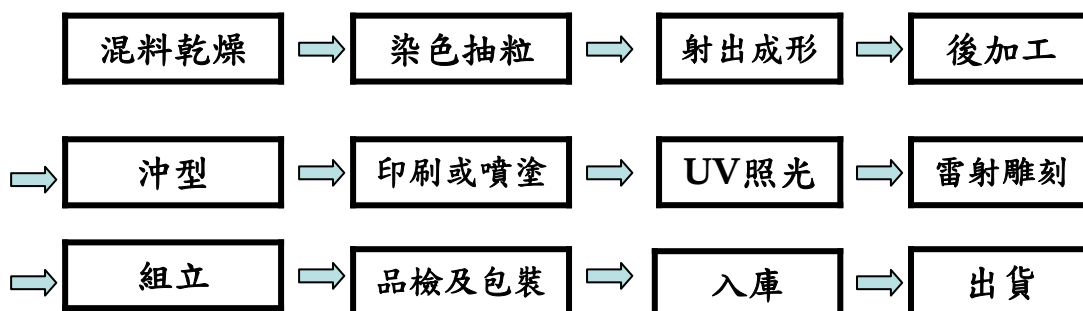 混料乾燥 染色抽粒 射出成形 後加工
沖型 印刷或噴塗 UV照光 雷射雕刻
組立 品檢及包裝 入庫 出貨